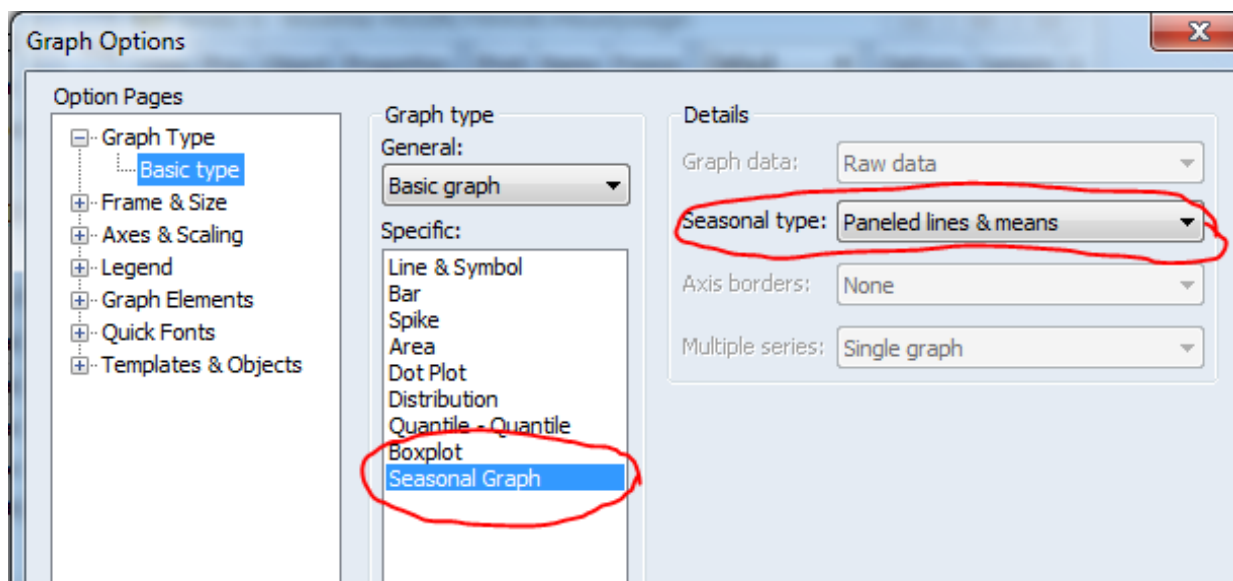 Graph Options
X
Option Pages
Graph Type
Basic type
Frame & Size
Axes & Scaling
Legend
Graph Elements
Quick Fonts
Templates & Objects
Graph type
General:
Basic graph
Specific:
Line & Symbol
Bar
Spike
Area
Dot Plot
Distribution
Quantile - Quantile
Boxplot
Seasonal Graph
Details
Graph data: Raw data
Seasonal type: Paneled lines & means
Axis borders: None
Multiple series: Single graph